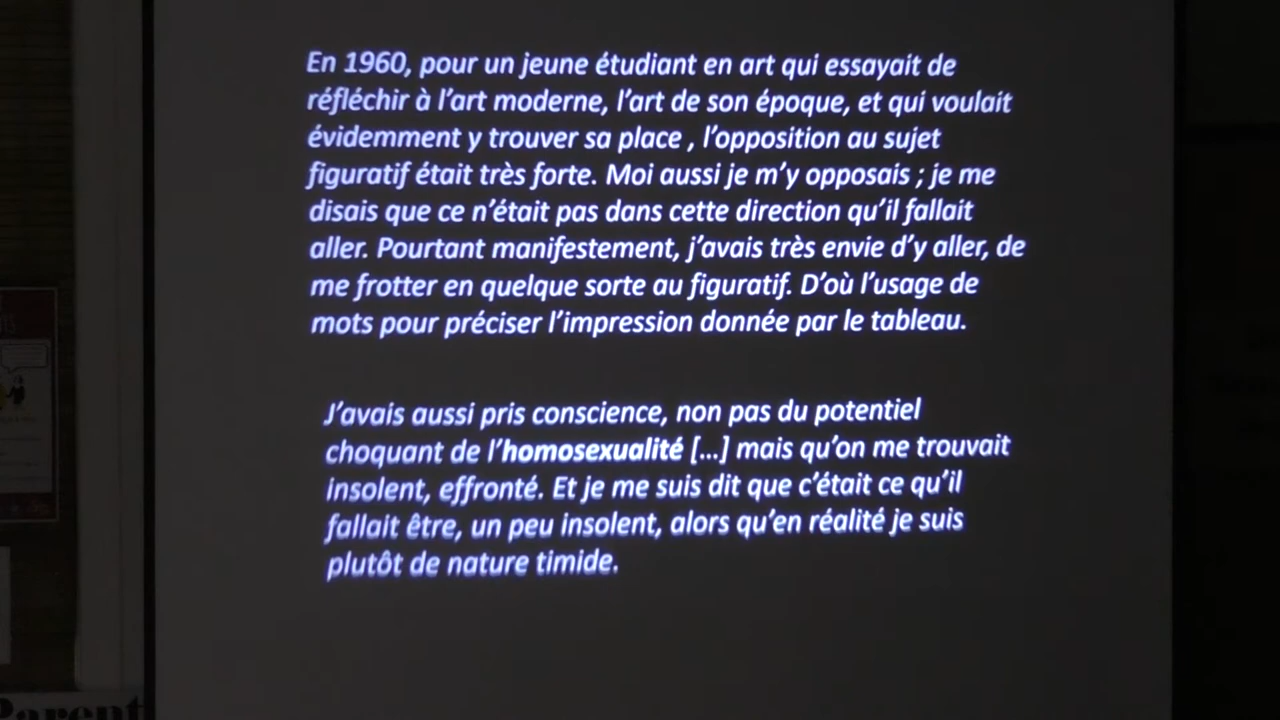 En 1960, pour un jeune étudiant en art qui essayait de
réfléchir à l'art moderne, l'art de son époque, et qui voulait
évidemment y trouver sa place , l'opposition au sujet
figuratif était très forte. Moi aussi je m'y opposais ; je me
disais que ce n'était pas dans cette direction qu'il fallait
aller. Pourtant manifestement, j'avais très envie d'y aller, de
me frotter en quelque sorte au figuratif. D'où l'usage de
mots pour préciser l'impression donnée par le tableau.
J'avais aussi pris conscience, non pas du potentiel
choquant de l'homosexualité [...] mais qu'on me trouvait
insolent, effronté. Et je me suis dit que c'était ce qu'il
fallait être, un peu insolent, alors qu'en réalité je suis
plutôt de nature timide.
Parent